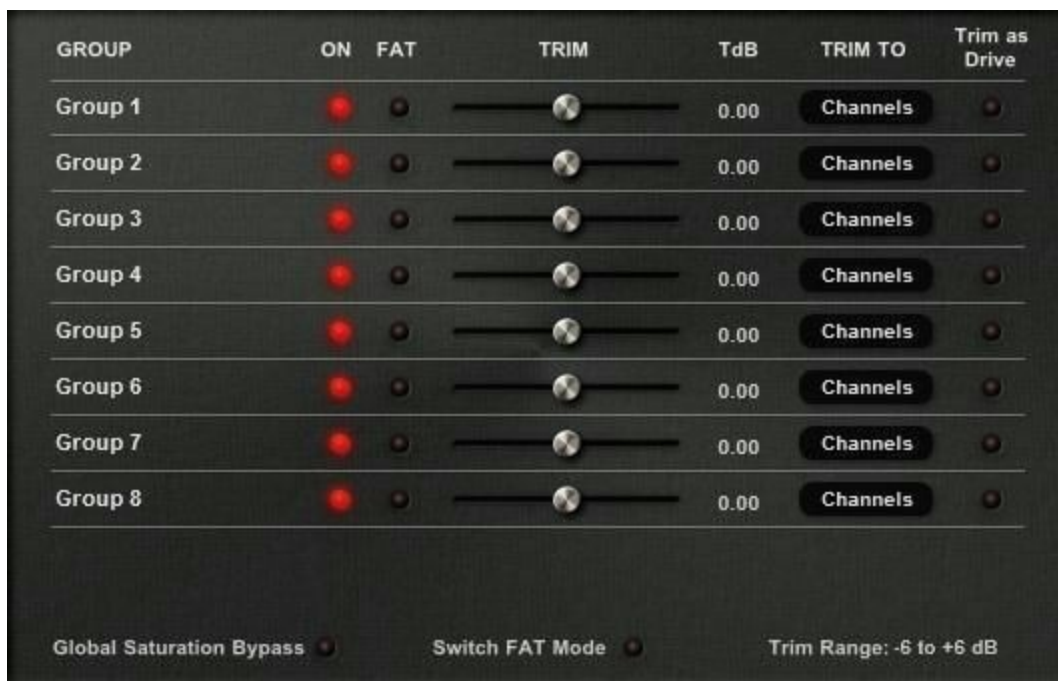 GROUP ON FAT TRIM TdB TRIM TO Trim as Drive
Group 1 0.00 Channels
Group 2 0.00 Channels
Group 3 0.00 Channels
Group 4 0.00 Channels
Group 5 0.00 Channels
Group 6 0.00 Channels
Group 7 0.00 Channels
Group 8 0.00 Channels
Global Saturation Bypass Switch FAT Mode Trim Range: -6 to +6 dB